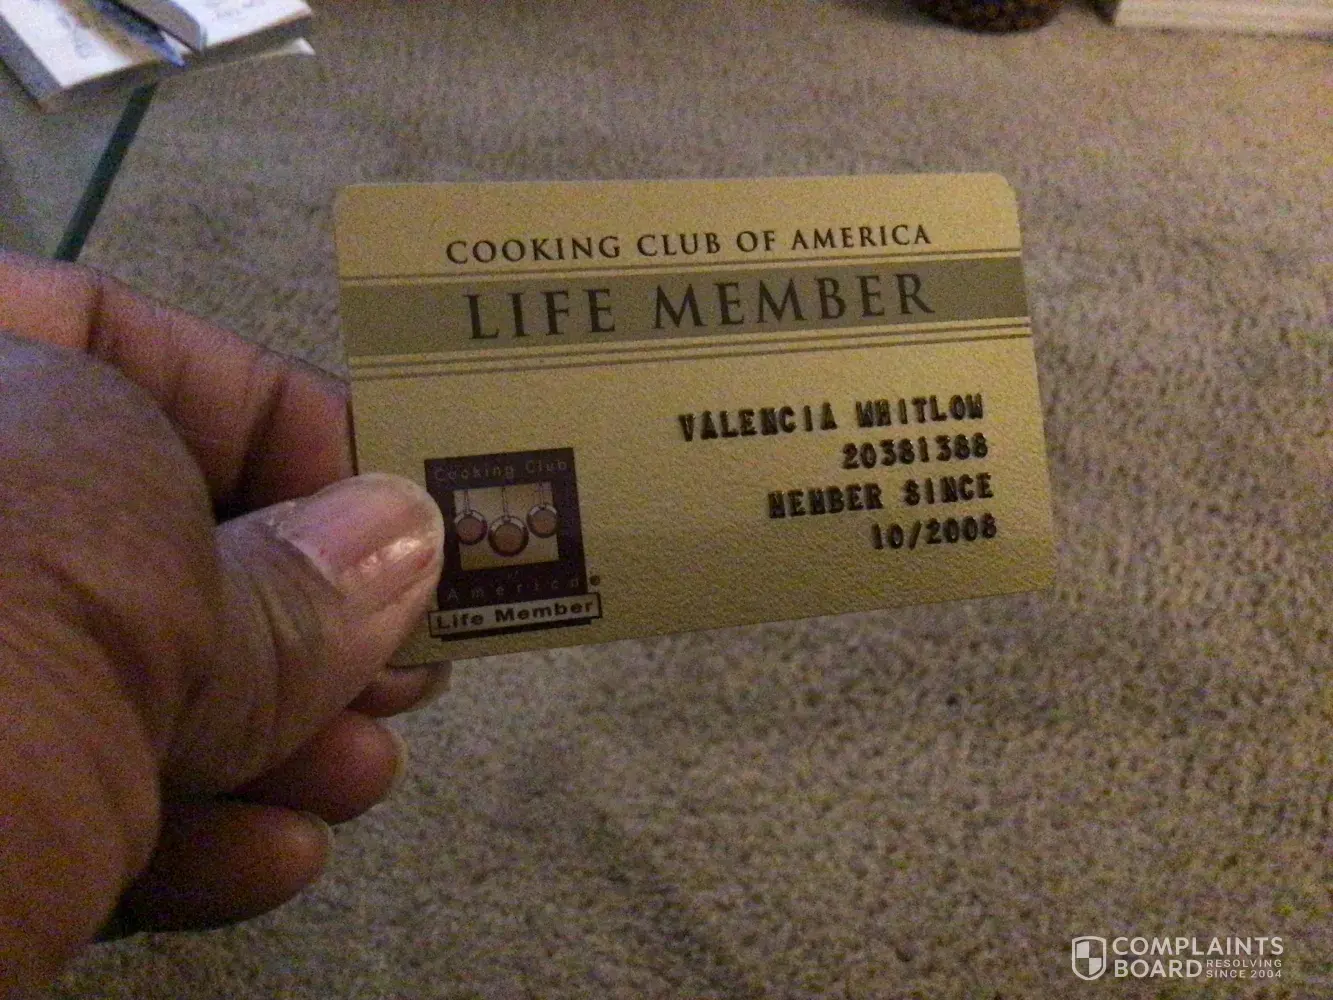 COOKING CLUB OF AMERICA
LIFE MEMBER
VALENCIA WHITLOW
20381388
MEMBER SINCE
10/2008
Cooking Club
America
Life Member
COMPLAINTS
BOARD RESOLVING
SINCE 2004